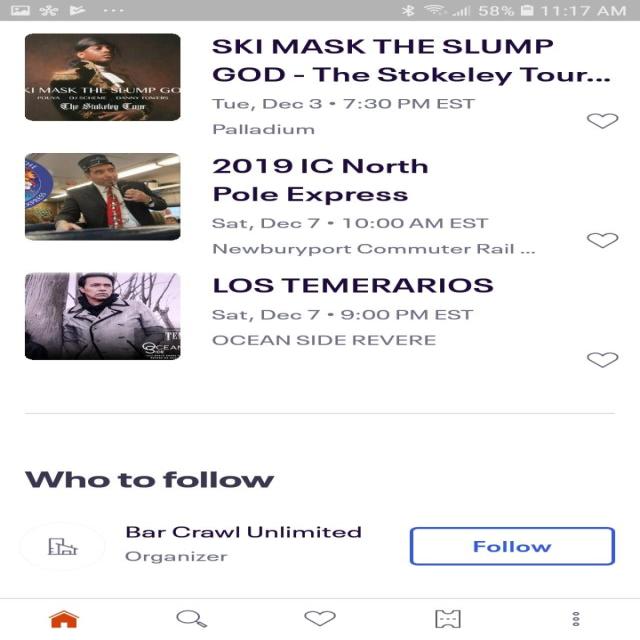 58% 11:17 AM
SKI MASK THE SLUMP
GOD - The Stokeley Tour...
Tue, Dec 3 • 7:30 PM EST
Palladium
KI MASK THE SLUMP GO
POUYA DJ SCHEME DANNY TOWERS
The Stokeley Tour
2019 IC North
Pole Express
Sat, Dec 7 • 10:00 AM EST
Newburyport Commuter Rail ...
LOS TEMERARIOS
Sat, Dec 7 • 9:00 PM EST
OCEAN SIDE REVERE
Who to follow
Bar Crawl Unlimited
Organizer
Follow